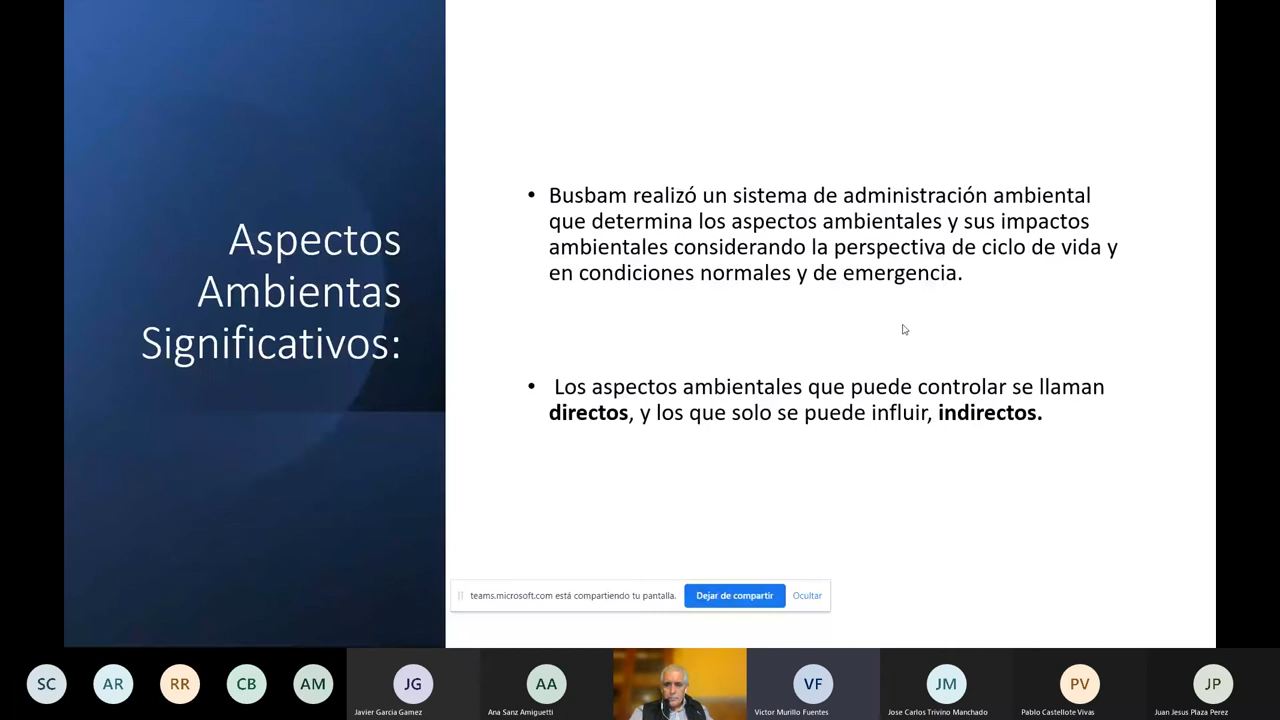 Aspectos
Ambientas
Significativos:
• Busbam realizó un sistema de administración ambiental
que determina los aspectos ambientales y sus impactos
ambientales considerando la perspectiva de ciclo de vida y
en condiciones normales y de emergencia.
• Los aspectos ambientales que puede controlar se llaman
directos, y los que solo se puede influir, indirectos.
teams.microsoft.com está compartiendo tu pantalla. Dejar de compartir Ocultar
SC AR RR CB AM JG AA VF JM PV JP
Javier Garcia Gamez Ana Sanz Amiguetti Victor Murillo Fuentes Jose Carlos Trivino Manchado Pablo Castellote Vivas Juan Jesus Plaza Perez